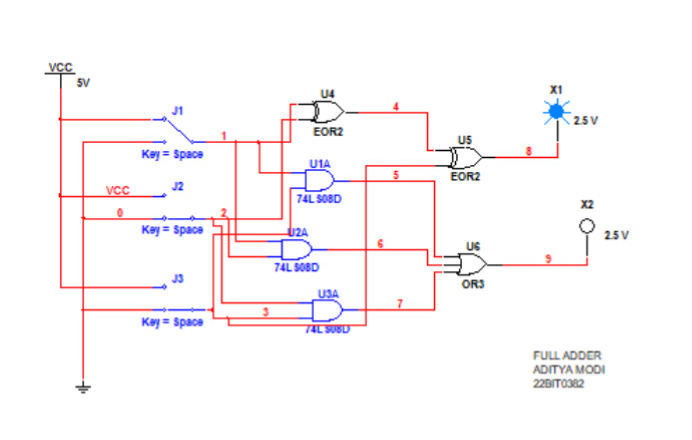 VCC
5V
J1
1
Key = Space
U4
EOR2
4
X1
2.5 V
U5
EOR2
8
U1A
74LS08D
5
VCC
J2
0
2
Key = Space
U2A
74LS08D
6
X2
2.5 V
U6
OR3
9
J3
Key = Space
U3A
3
7
74LS08D
FULL ADDER
ADITYA MODI
22BIT0382